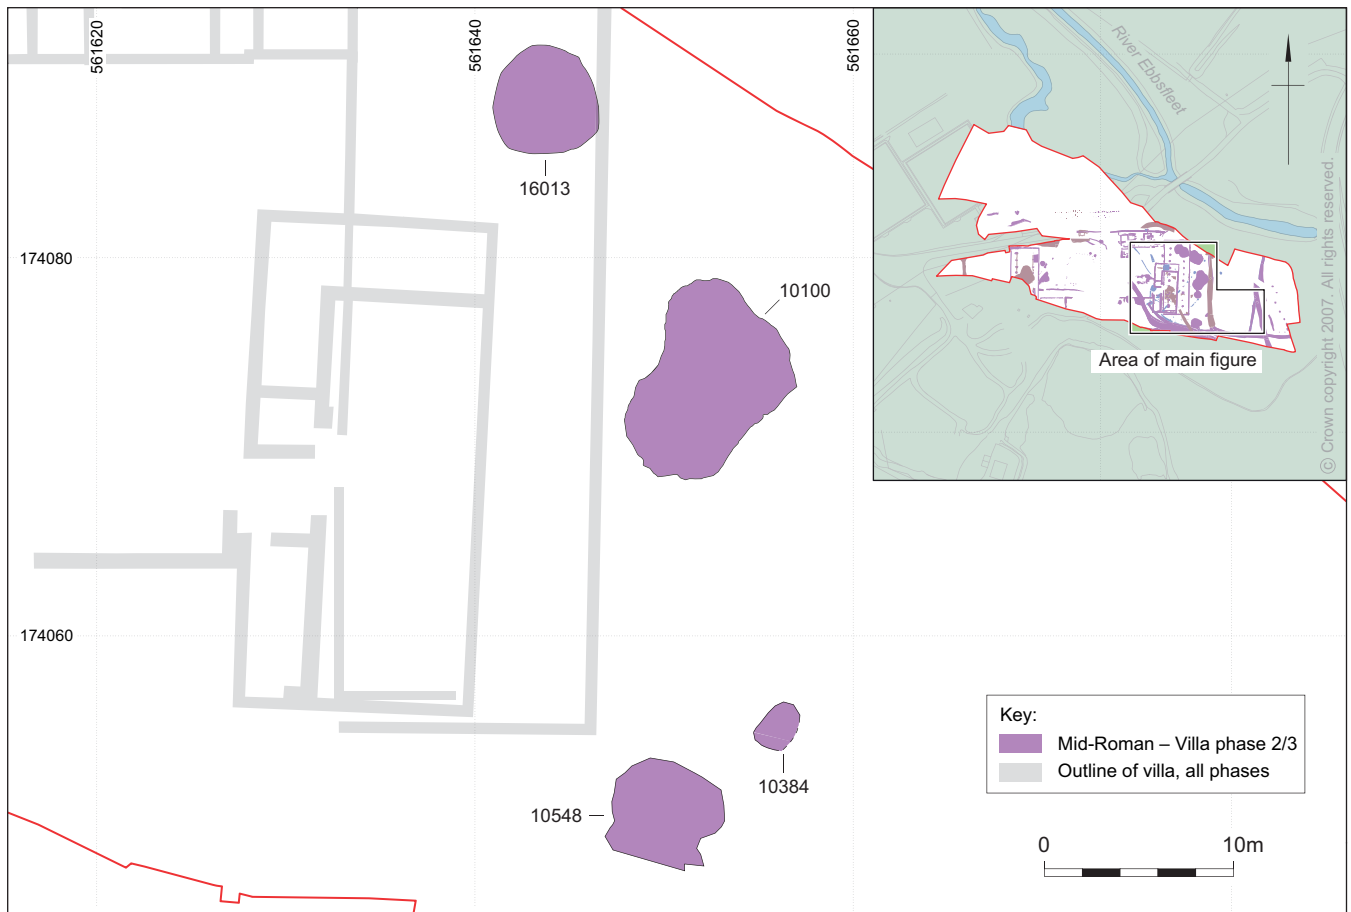 561620
561640
561660
River Ebbsfleet
16013
174080
10100
Area of main figure
© Crown copyright 2007. All rights reserved.
174060
10384
10548
Key:
Mid-Roman – Villa phase 2/3
Outline of villa, all phases
0 10m